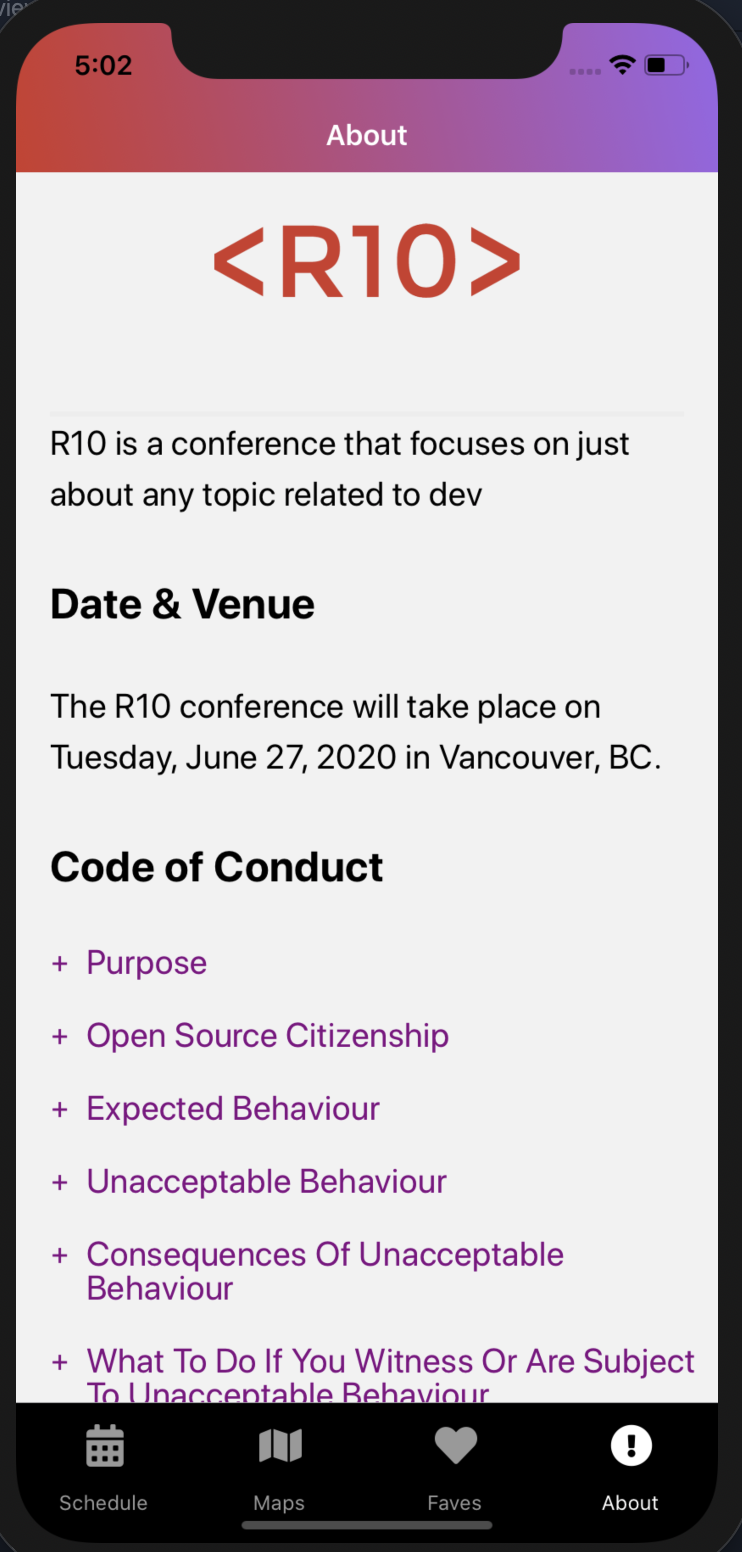 5:02
About
<R10>
R10 is a conference that focuses on just
about any topic related to dev
Date & Venue
The R10 conference will take place on
Tuesday, June 27, 2020 in Vancouver, BC.
Code of Conduct
+ Purpose
+ Open Source Citizenship
+ Expected Behaviour
+ Unacceptable Behaviour
+ Consequences Of Unacceptable
Behaviour
+ What To Do If You Witness Or Are Subject
To Unacceptable Behaviour
Schedule Maps Faves About